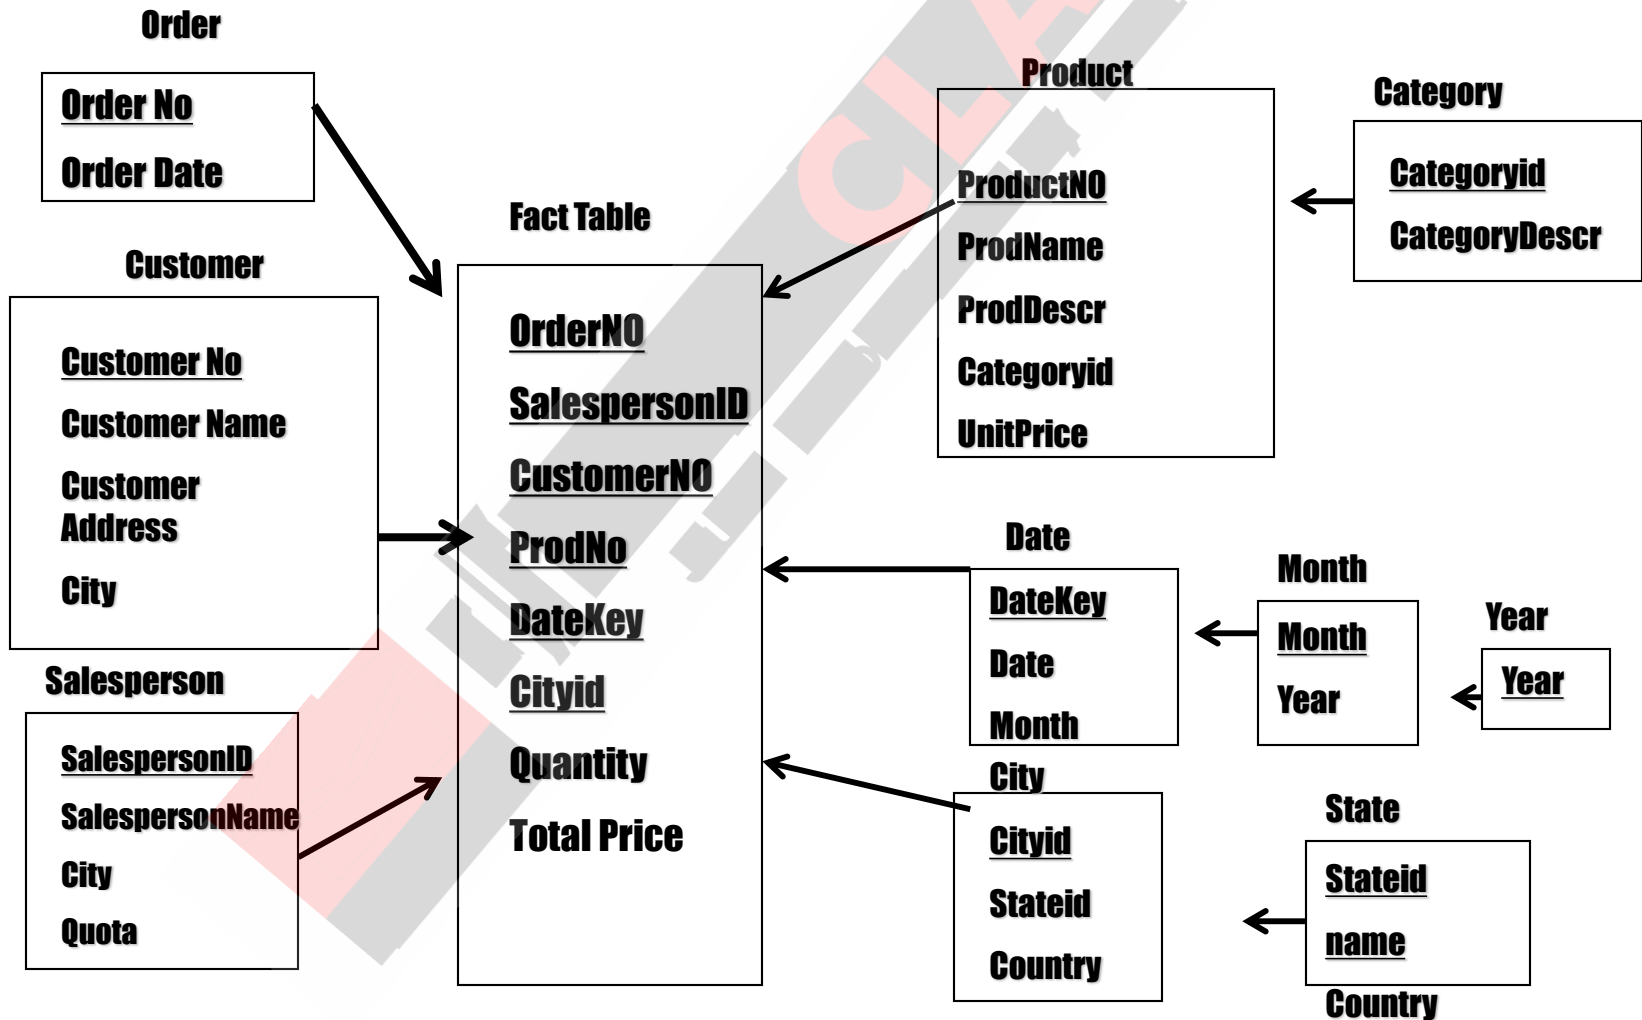 Order
Order No
Order Date
Customer
Customer No
Customer Name
Customer
Address
City
Salesperson
SalespersonID
SalespersonName
City
Quota
Fact Table
OrderNO
SalespersonID
CustomerNO
ProdNo
DateKey
Cityid
Quantity
Total Price
Product
ProductNO
ProdName
ProdDescr
Categoryid
UnitPrice
Category
Categoryid
CategoryDescr
Date
DateKey
Date
Month
Month
Month
Year
Year
Year
City
Cityid
Stateid
Country
State
Stateid
name
Country